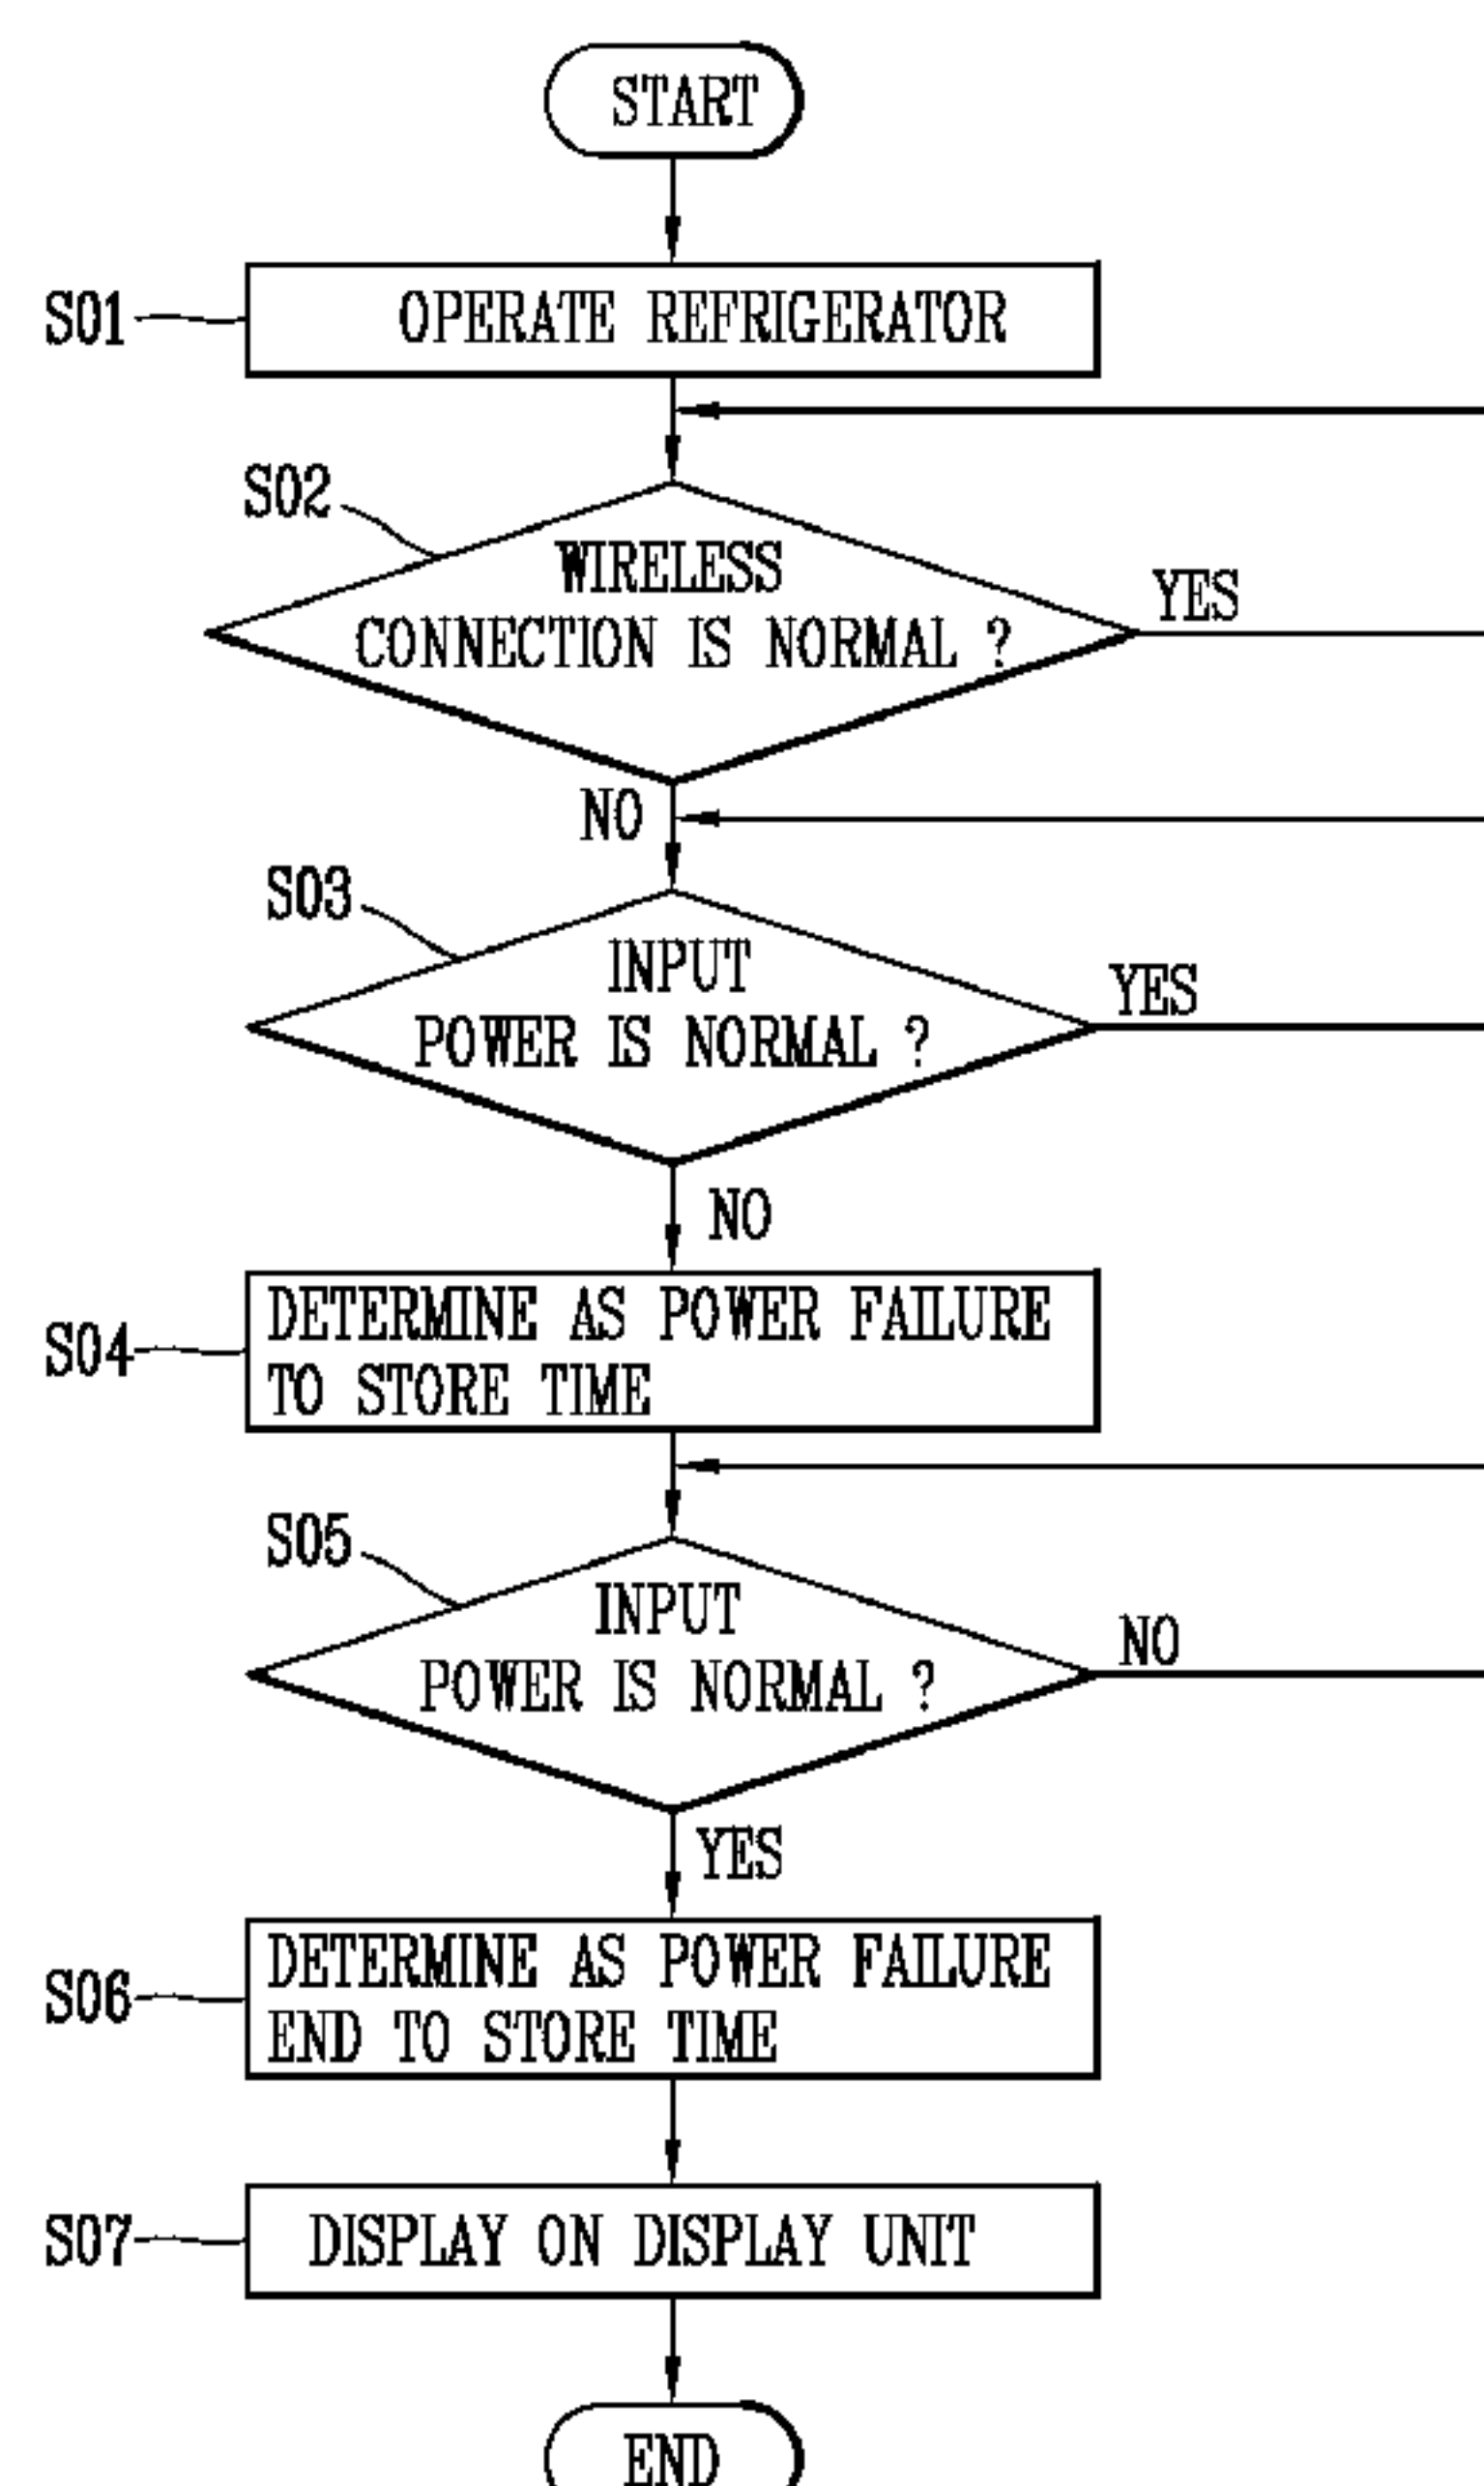 START
S01
OPERATE REFRIGERATOR
S02
WIRELESS
CONNECTION IS NORMAL ?
YES
NO
S03
INPUT
POWER IS NORMAL ?
YES
NO
S04
DETERMINE AS POWER FAILURE
TO STORE TIME
S05
INPUT
POWER IS NORMAL ?
NO
YES
S06
DETERMINE AS POWER FAILURE
END TO STORE TIME
S07
DISPLAY ON DISPLAY UNIT
END